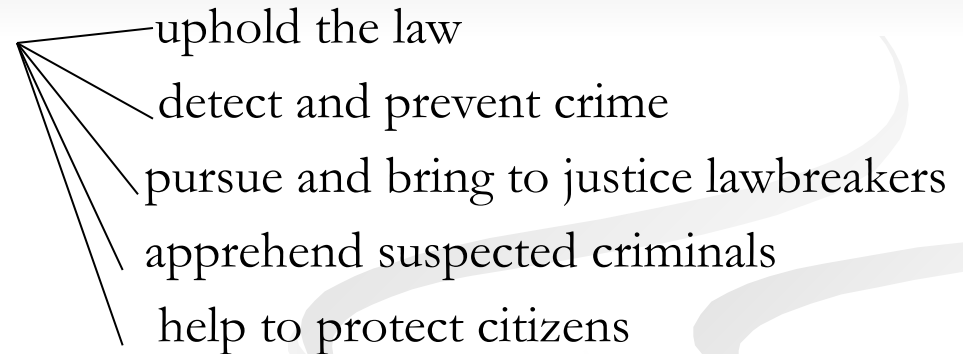 uphold the law
detect and prevent crime
pursue and bring to justice lawbreakers
apprehend suspected criminals
help to protect citizens